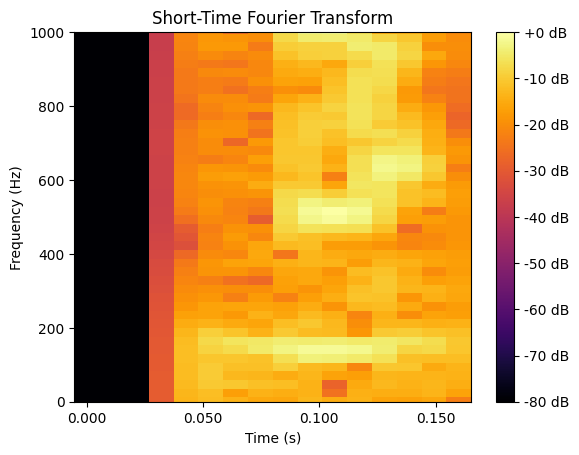 Short-Time Fourier Transform
1000
800
600
400
200
0
Frequency (Hz)
0.000
0.050
0.100
0.150
Time (s)
+0 dB
-10 dB
-20 dB
-30 dB
-40 dB
-50 dB
-60 dB
-70 dB
-80 dB